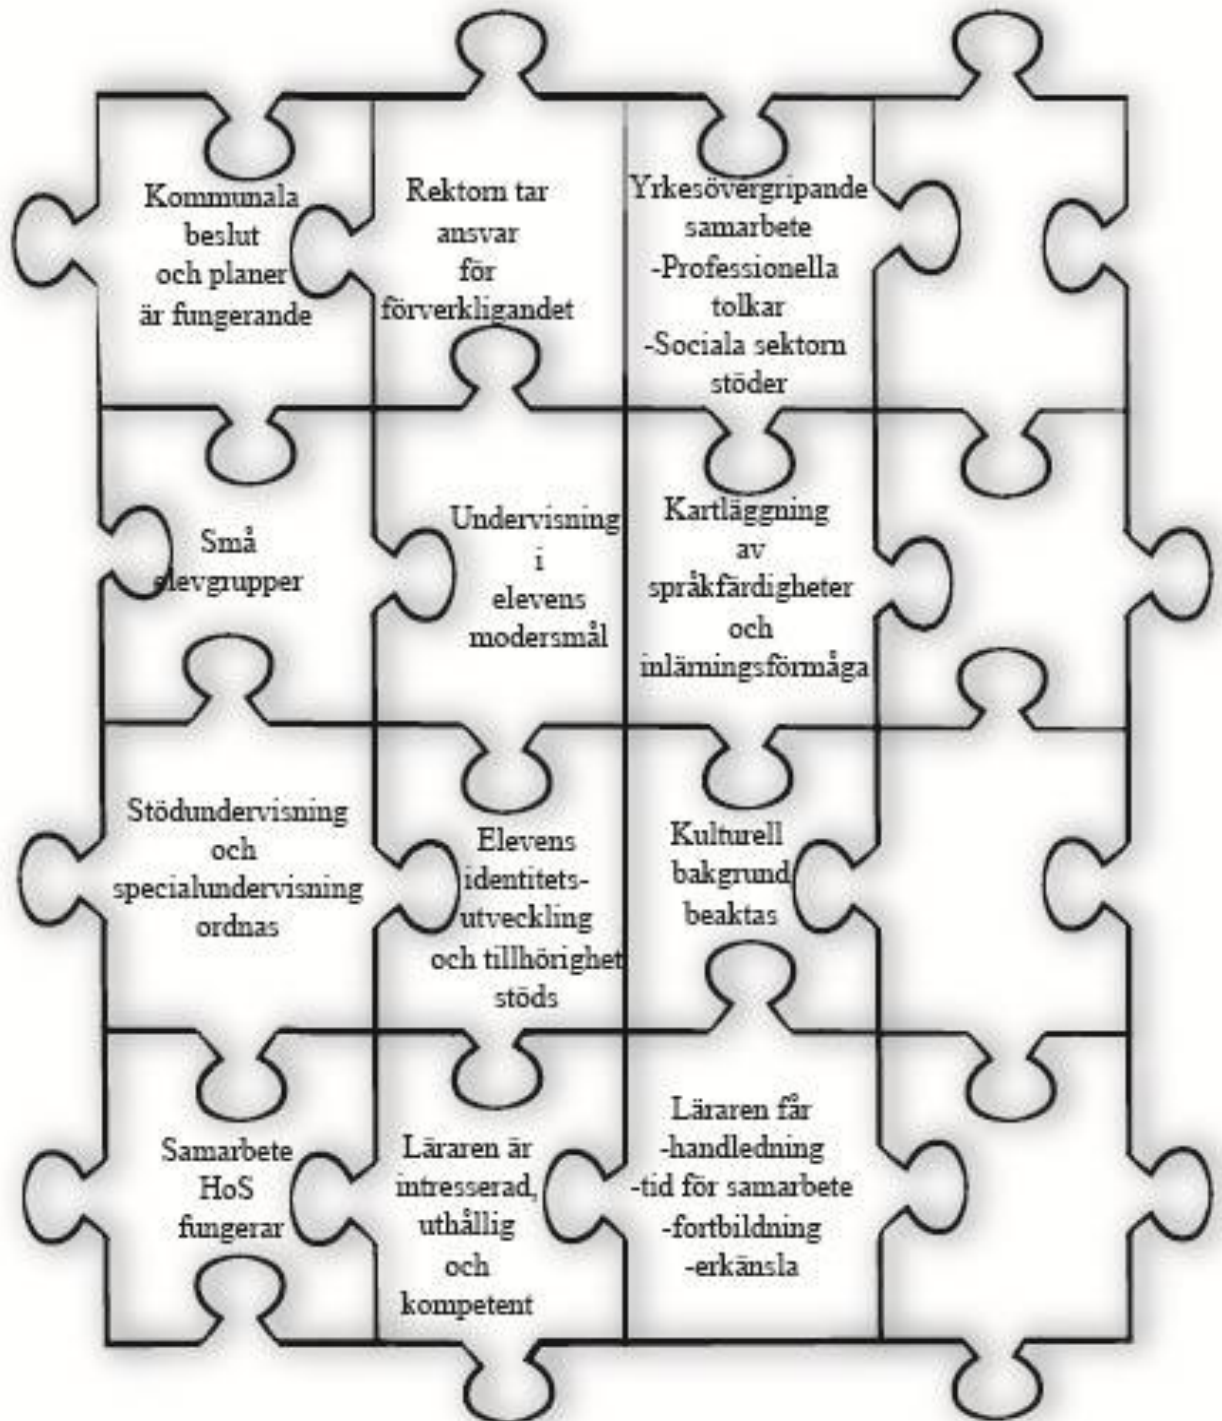 Kommunala
beslut
och planer
är fungerande
Rektorn tar
ansvar
för
förverkligandet
Yrkesövergripande
samarbete
-Professionella
tolkar
-Sociala sektorn
stöder
Små
elevgrupper
Undervisning
i
elevens
modersmål
Kartläggning
av
språkfärdigheter
och
inlärningsförmåga
Stödundervisning
och
specialundervisning
ordnas
Elevens
identitets-
utveckling
och tillhörighet
stöds
Kulturell
bakgrund
beaktas
Samarbete
HoS
fungerar
Läraren är
intresserad,
uthållig
och
kompetent
Läraren får
-handledning
-tid för samarbete
-fortbildning
-erkänsla